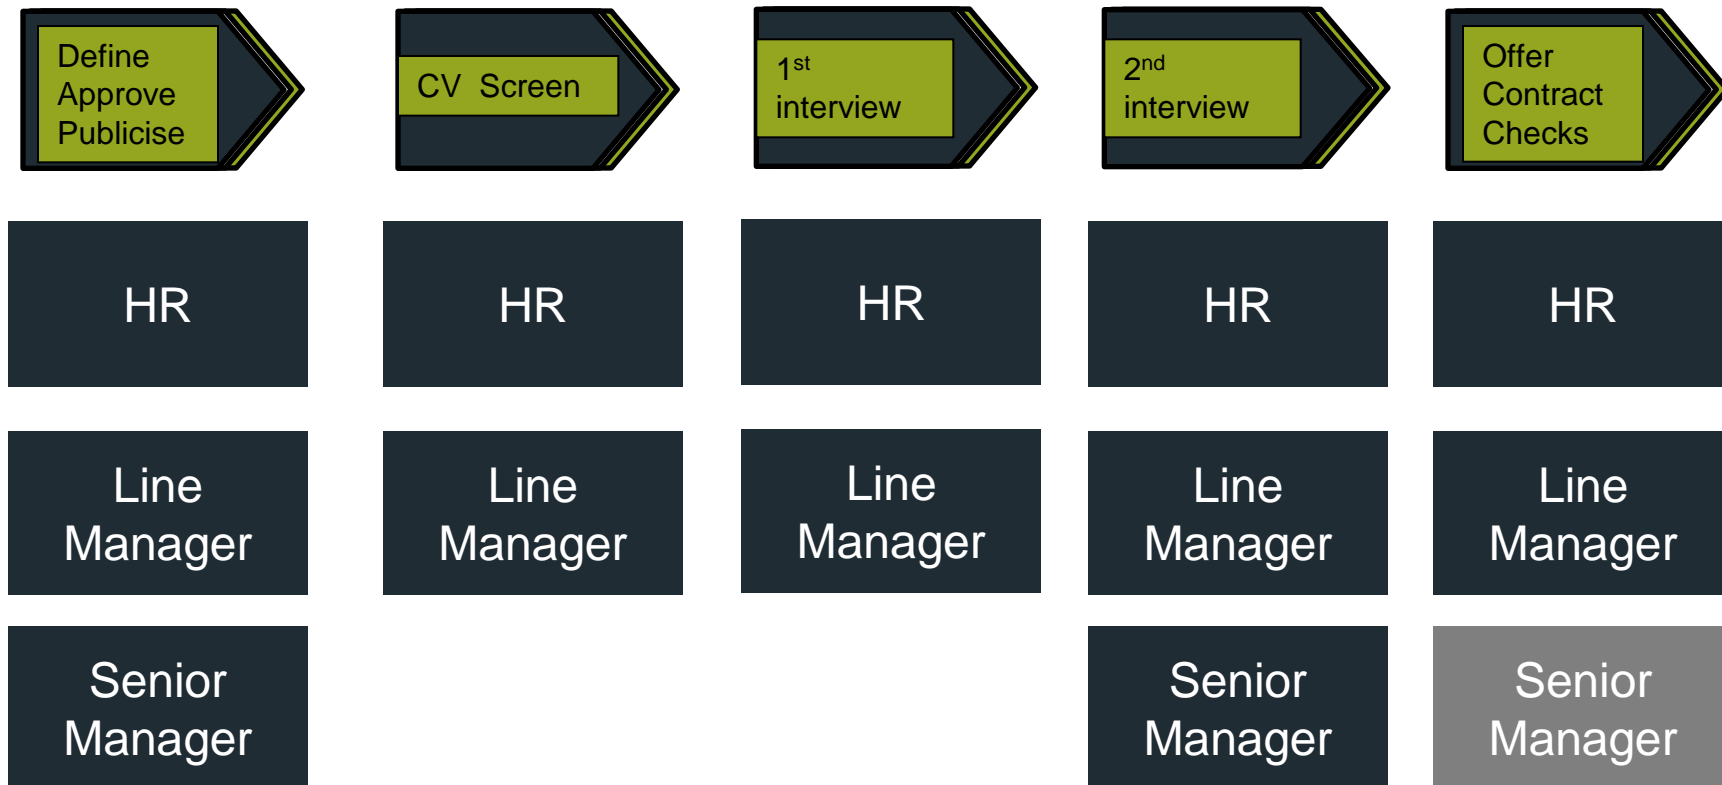 Define
Approve
Publicise
CV Screen
1st
interview
2nd
interview
Offer
Contract
Checks
HR
HR
HR
HR
HR
Line
Manager
Line
Manager
Line
Manager
Line
Manager
Line
Manager
Senior
Manager
Senior
Manager
Senior
Manager